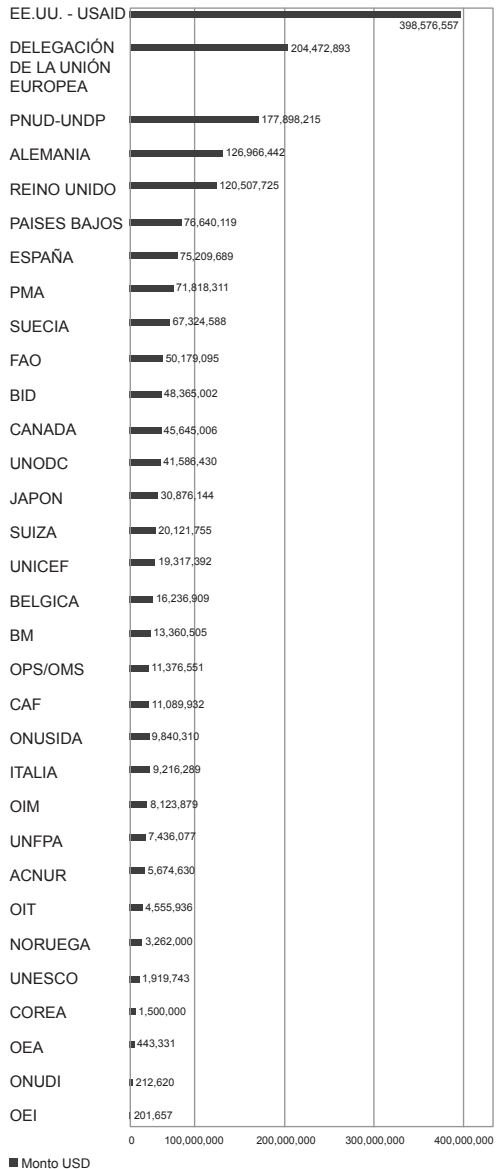 EE.UU. - USAID 398,576,557
DELEGACIÓN 204,472,893
DE LA UNIÓN
EUROPEA
PNUD-UNDP 177,898,215
ALEMANIA 126,966,442
REINO UNIDO 120,507,725
PAISES BAJOS 76,640,119
ESPAÑA 75,209,689
PMA 71,818,311
SUECIA 67,324,588
FAO 50,179,095
BID 48,365,002
CANADA 45,645,006
UNODC 41,586,430
JAPON 30,876,144
SUIZA 20,121,755
UNICEF 19,317,392
BELGICA 16,236,909
BM 13,360,505
OPS/OMS 11,376,551
CAF 11,089,932
ONUSIDA 9,840,310
ITALIA 9,216,289
OIM 8,123,879
UNFPA 7,436,077
ACNUR 5,674,630
OIT 4,555,936
NORUEGA 3,262,000
UNESCO 1,919,743
COREA 1,500,000
OEA 443,331
ONUDI 212,620
OEI 201,657
0 100,000,000 200,000,000 300,000,000 400,000,000
Monto USD